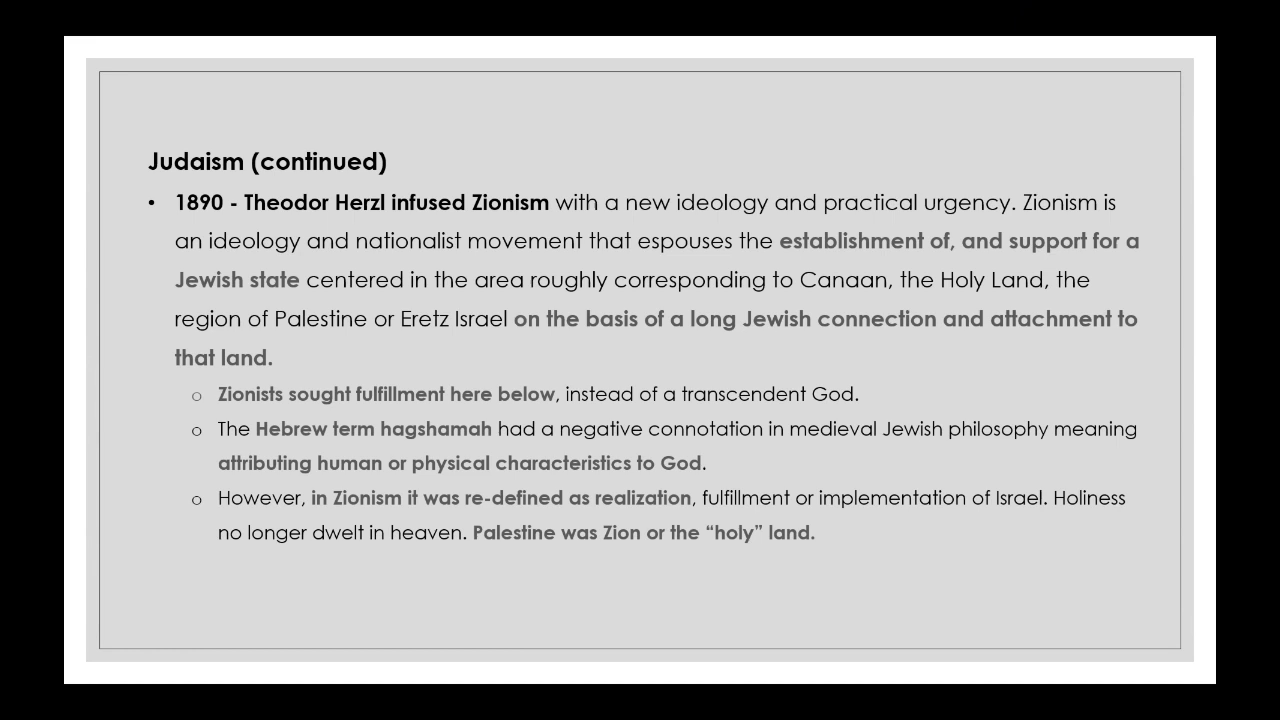 Judaism (continued)
• 1890 - Theodor Herzl infused Zionism with a new ideology and practical urgency. Zionism is
an ideology and nationalist movement that espouses the establishment of, and support for a
Jewish state centered in the area roughly corresponding to Canaan, the Holy Land, the
region of Palestine or Eretz Israel on the basis of a long Jewish connection and attachment to
that land.
o Zionists sought fulfillment here below, instead of a transcendent God.
o The Hebrew term hagshamah had a negative connotation in medieval Jewish philosophy meaning
attributing human or physical characteristics to God.
o However, in Zionism it was re-defined as realization, fulfillment or implementation of Israel. Holiness
no longer dwelt in heaven. Palestine was Zion or the “holy” land.